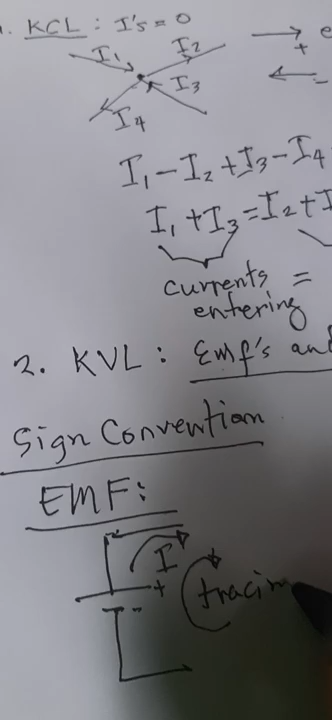 1. KCL : I's = 0
I₁ I₂
I₃
I₄
+
-
I₁ - I₂ + I₃ - I₄
I₁ + I₃ = I₂ + I
currents =
entering
2. KVL : Emf's and
Sign Convention
EMF:
I
+ tracin
- -